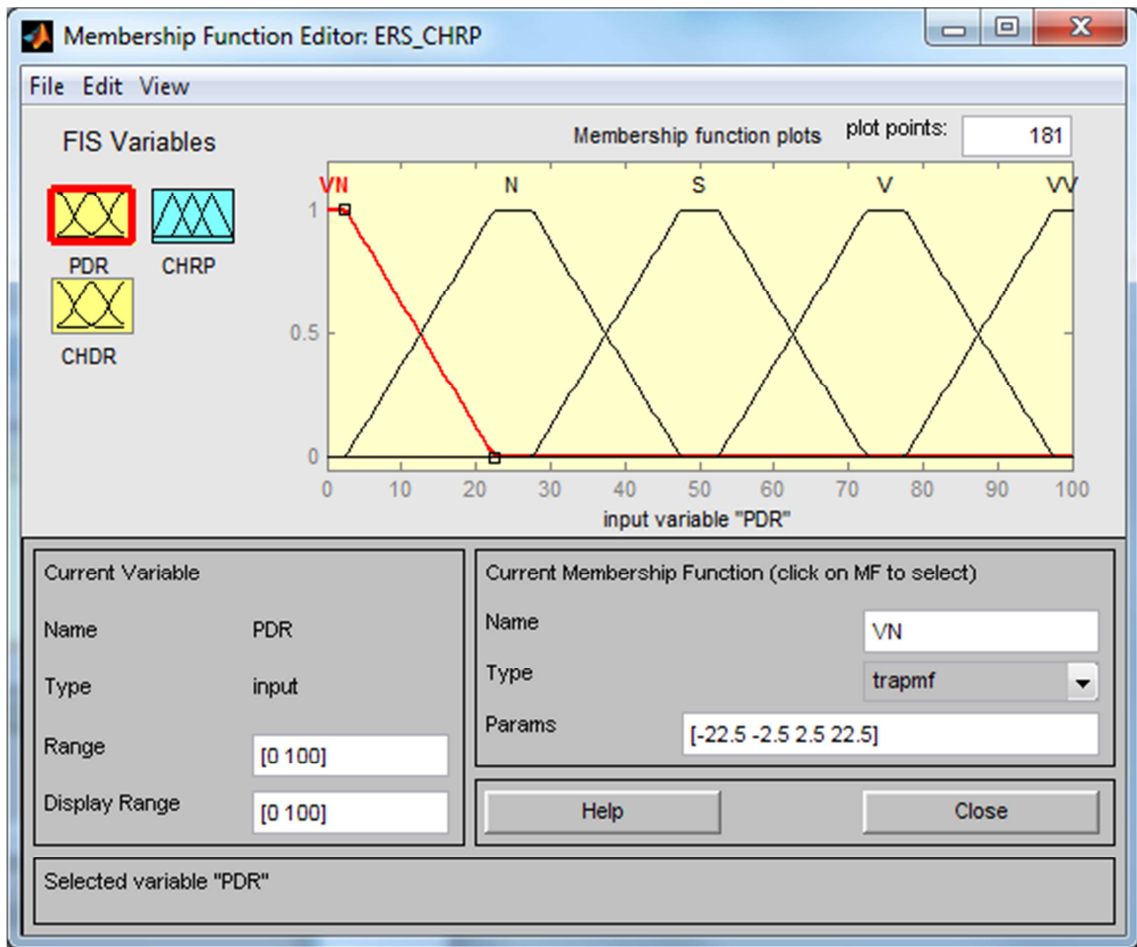 Membership Function Editor: ERS_CHRP
File Edit View
FIS Variables
PDR
CHRP
CHDR
Membership function plots
plot points:
181
VN
N
S
V
VV
1
0.5
0
0 10 20 30 40 50 60 70 80 90 100
input variable "PDR"
Current Variable
Name PDR
Type input
Range [0 100]
Display Range [0 100]
Current Membership Function (click on MF to select)
Name VN
Type trapmf
Params [-22.5 -2.5 2.5 22.5]
Help
Close
Selected variable "PDR"